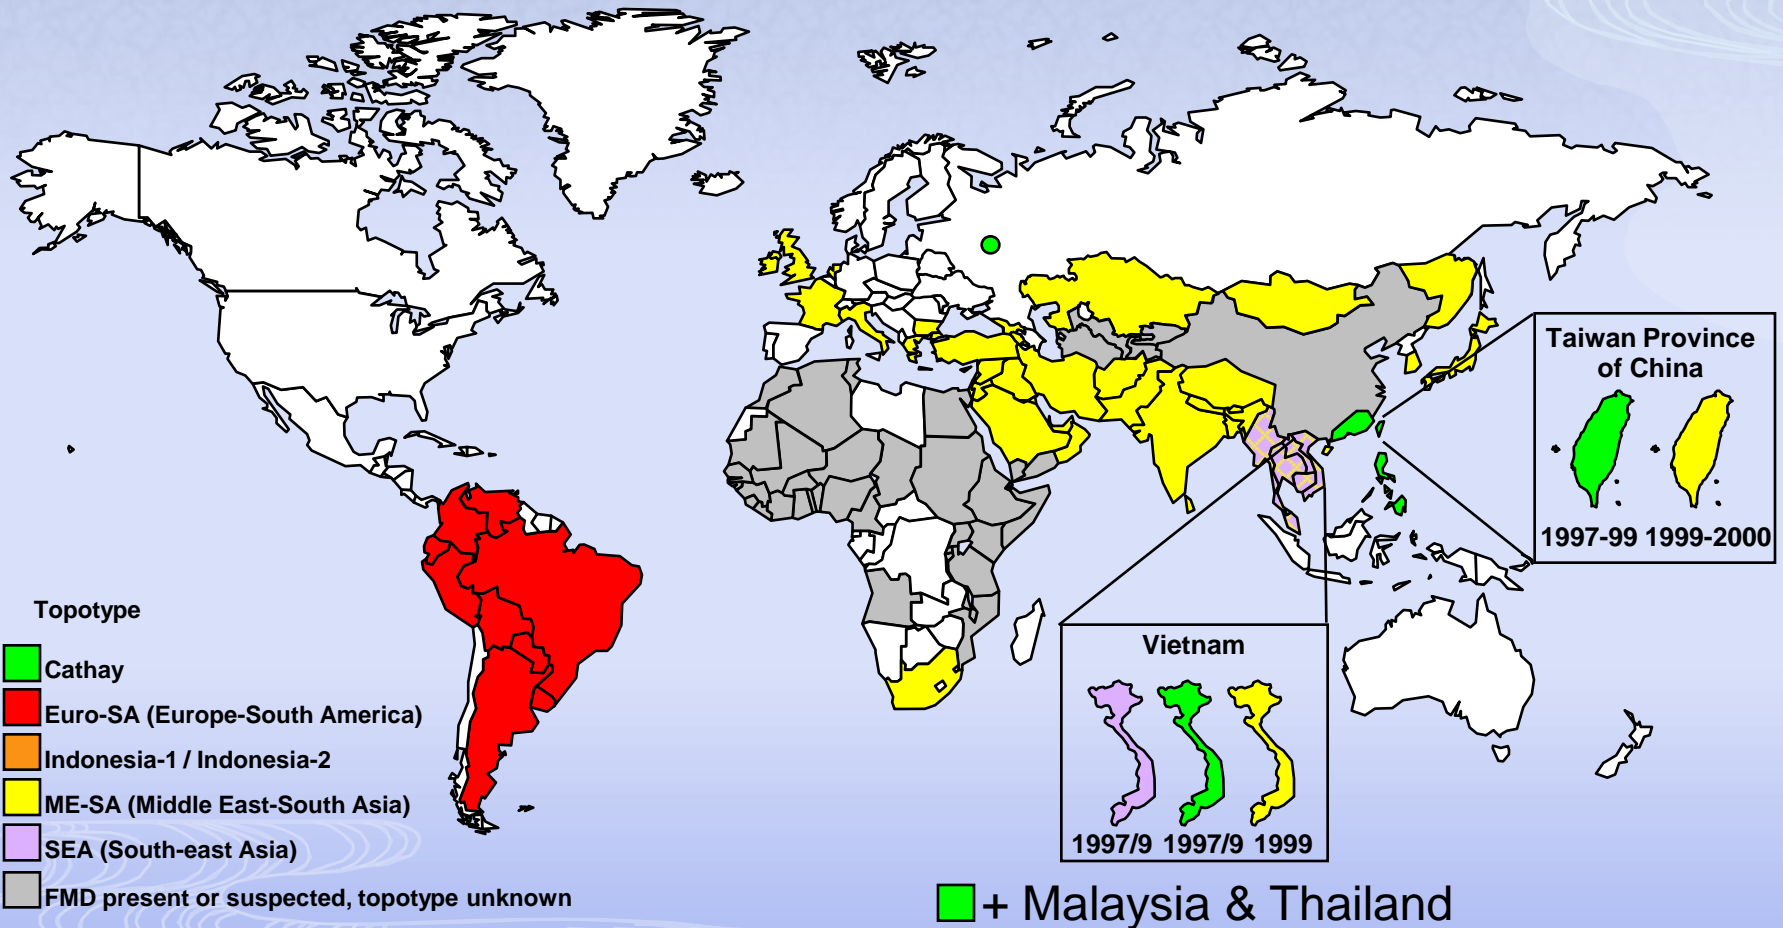 Taiwan Province
of China
1997-99 1999-2000
Topotype
Cathay
Euro-SA (Europe-South America)
Indonesia-1 / Indonesia-2
ME-SA (Middle East-South Asia)
SEA (South-east Asia)
FMD present or suspected, topotype unknown
Vietnam
1997/9 1997/9 1999
+ Malaysia & Thailand